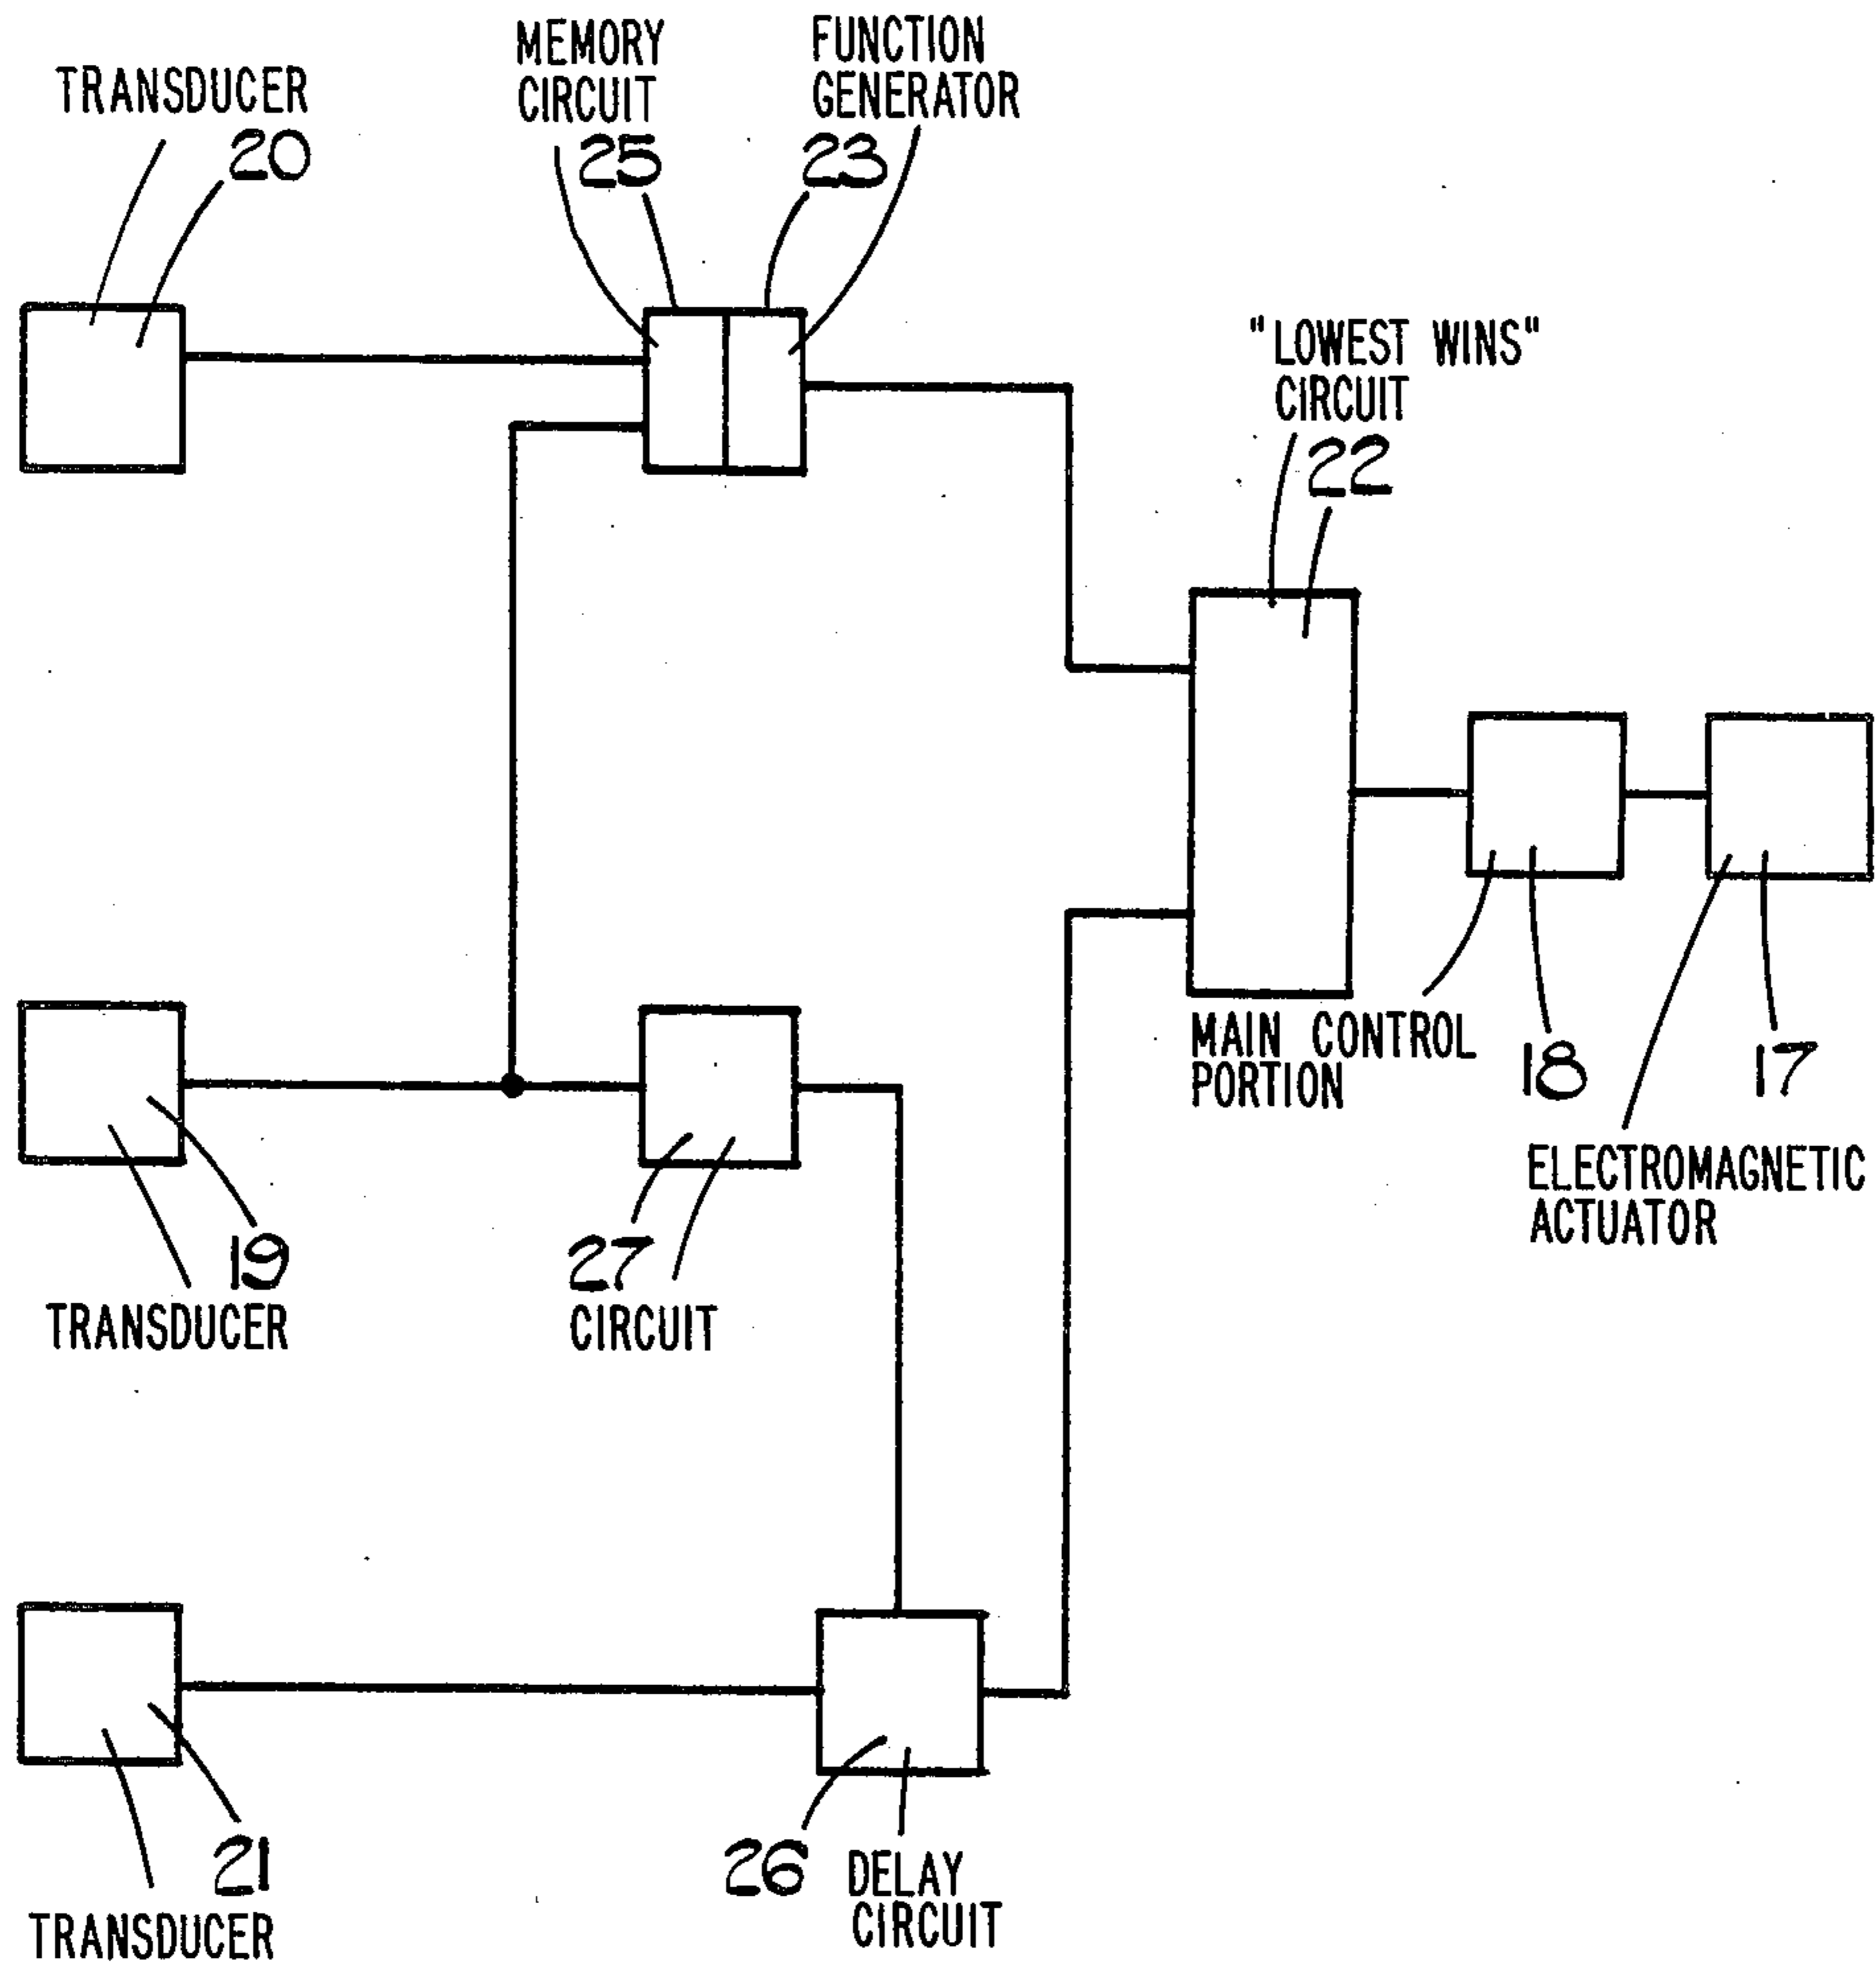 TRANSDUCER
20
MEMORY
CIRCUIT
25
FUNCTION
GENERATOR
23
"LOWEST WINS"
CIRCUIT
22
MAIN CONTROL
PORTION
18
17
ELECTROMAGNETIC
ACTUATOR
19
TRANSDUCER
27
CIRCUIT
21
TRANSDUCER
26
DELAY
CIRCUIT